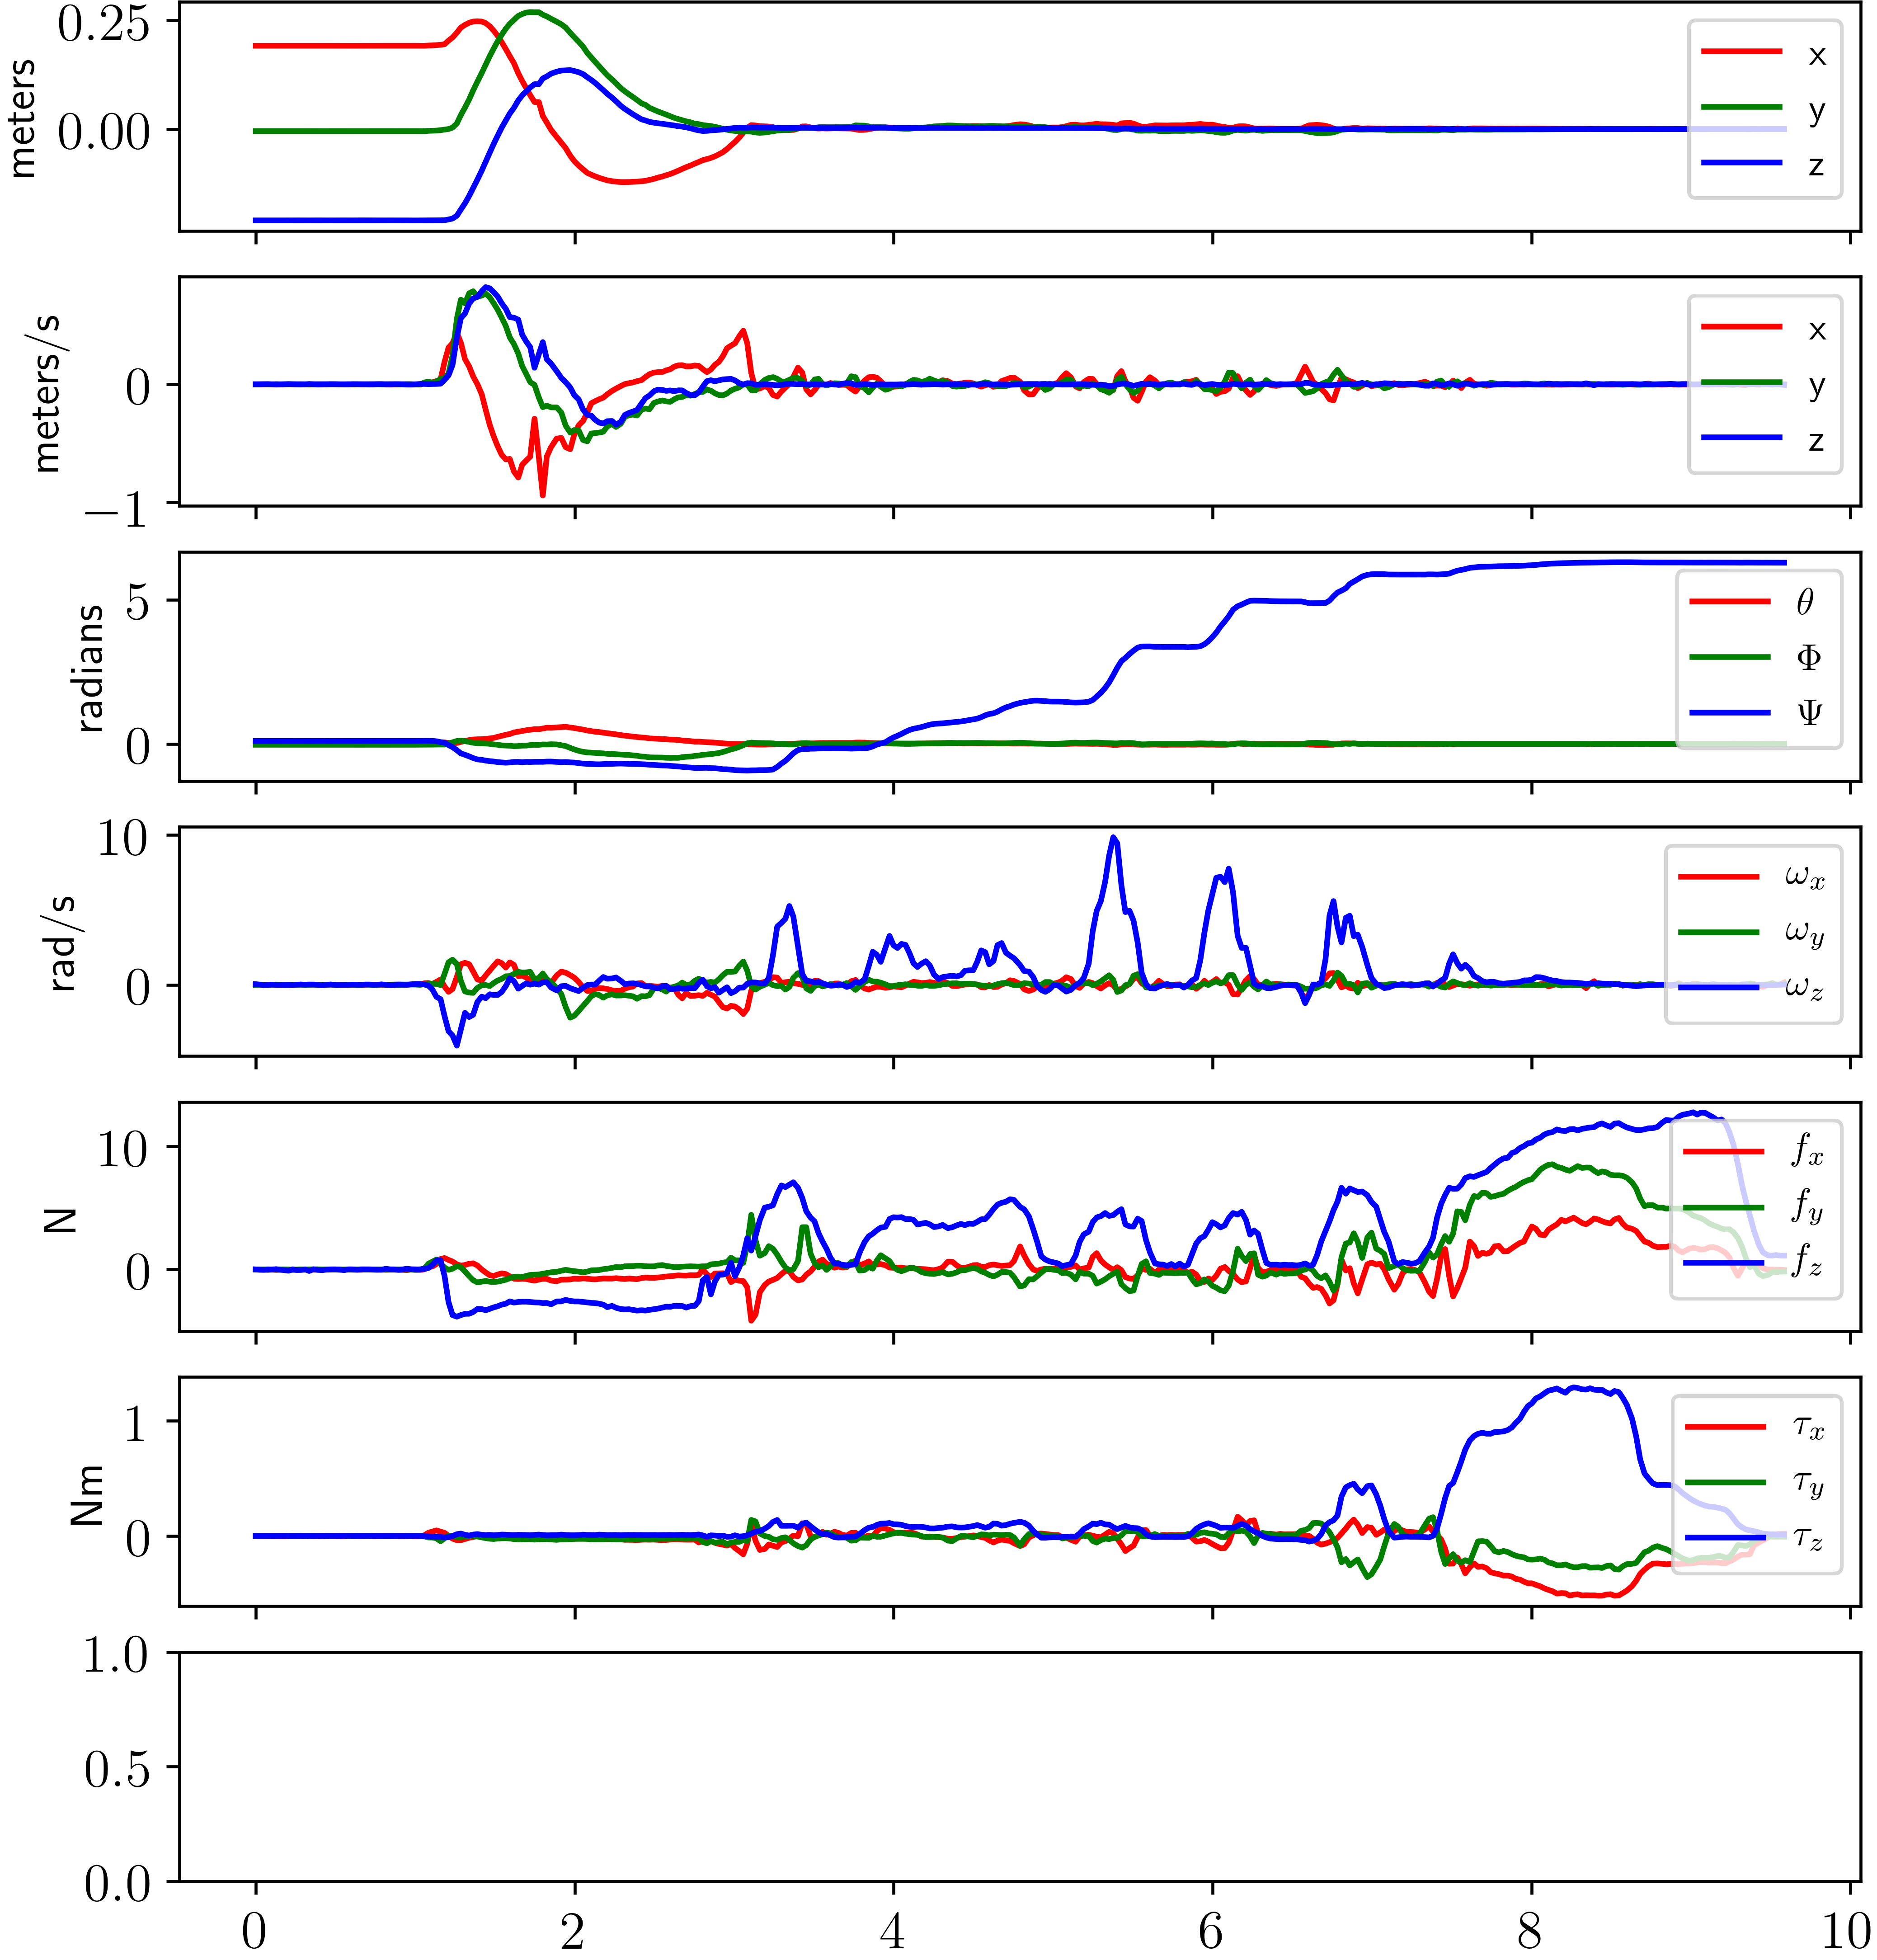 meters
0.25
0.00
x
y
z
meters/s
0
−1
x
y
z
radians
5
0
θ
Φ
Ψ
rad/s
10
0
ω_x
ω_y
ω_z
N
10
0
f_x
f_y
f_z
Nm
1
0
τ_x
τ_y
τ_z
1.0
0.5
0.0
0 2 4 6 8 10